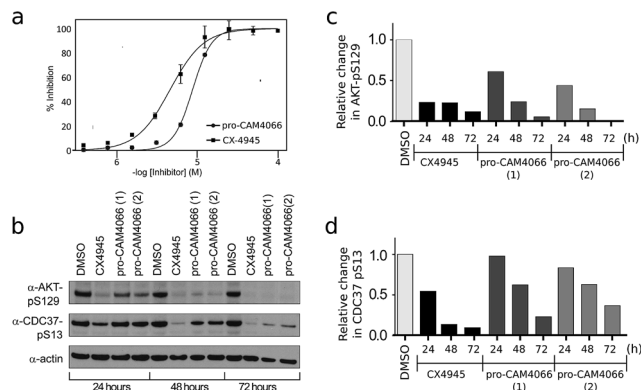 a
% Inhibition
100
80
60
40
20
0
pro-CAM4066
CX-4945
6
5
4
-log [Inhibitor] (M)
b
DMSO
CX4945
pro-CAM4066 (1)
pro-CAM4066 (2)
DMSO
CX4945
pro-CAM4066 (1)
pro-CAM4066 (2)
DMSO
CX4945
pro-CAM4066(1)
pro-CAM4066(2)
α-AKT-
pS129
α-CDC37-
pS13
α-actin
24 hours
48 hours
72 hours
c
Relative change
in AKT-pS129
1.0
0.5
0.0
DMSO
24 48 72 24 48 72 24 48 72 (h)
CX4945
pro-CAM4066
(1)
pro-CAM4066
(2)
d
Relative change
in CDC37 pS13
1.0
0.5
0.0
DMSO
24 48 72 24 48 72 24 48 72 (h)
CX4945
pro-CAM4066
(1)
pro-CAM4066
(2)